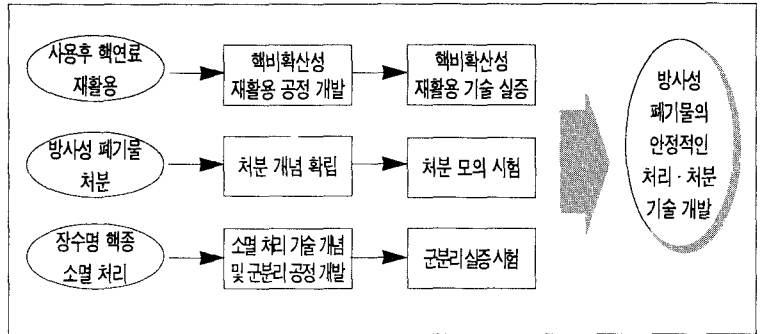 사용후 핵연료
재활용
핵비확산성
재활용 공정 개발
핵비확산성
재활용 기술 실증
방사성 폐기물
처분
처분 개념 확립
처분 모의 시험
장수명 핵종
소멸 처리
소멸 처리 기술 개념
및 군분리 공정 개발
군분리 실증 시험
방사성
폐기물의
안정적인
처리 · 처분
기술 개발